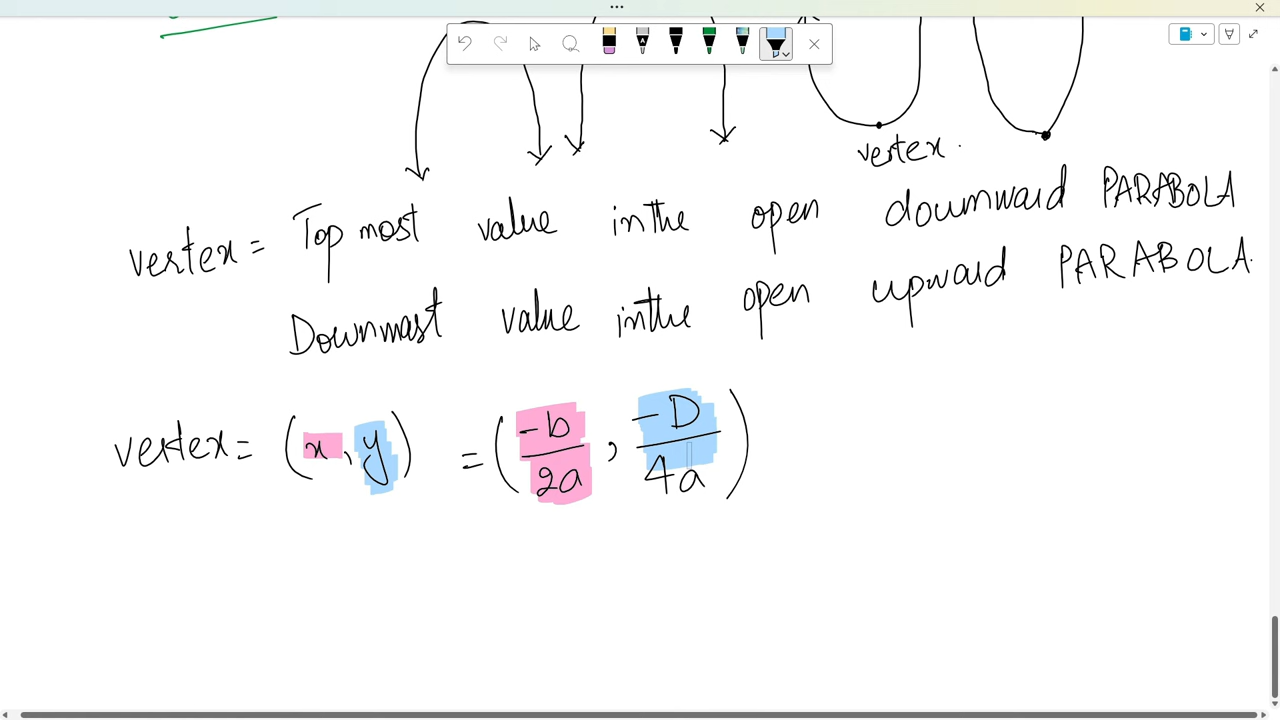 vertex .
vertex = Top most value in the open downward PARABOLA
Downmost value in the open upward PARABOLA.
vertex = (x, y) = (-b/2a, -D/4a)